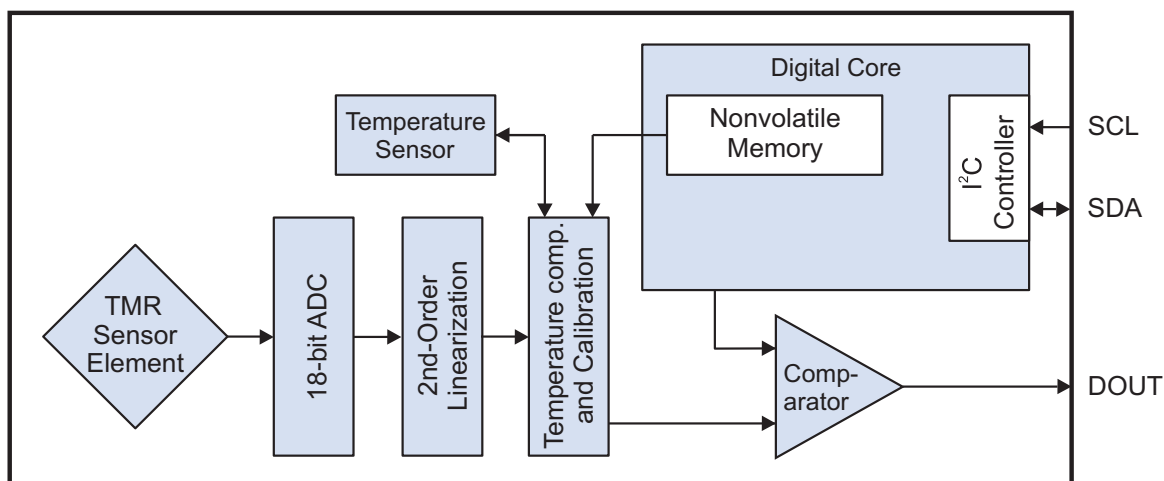 Digital Core
Nonvolatile
Memory
I²C
Controller
SCL
SDA
Temperature
Sensor
TMR
Sensor
Element
18-bit ADC
2nd-Order
Linearization
Temperature comp.
and Calibration
Comp-
arator
DOUT